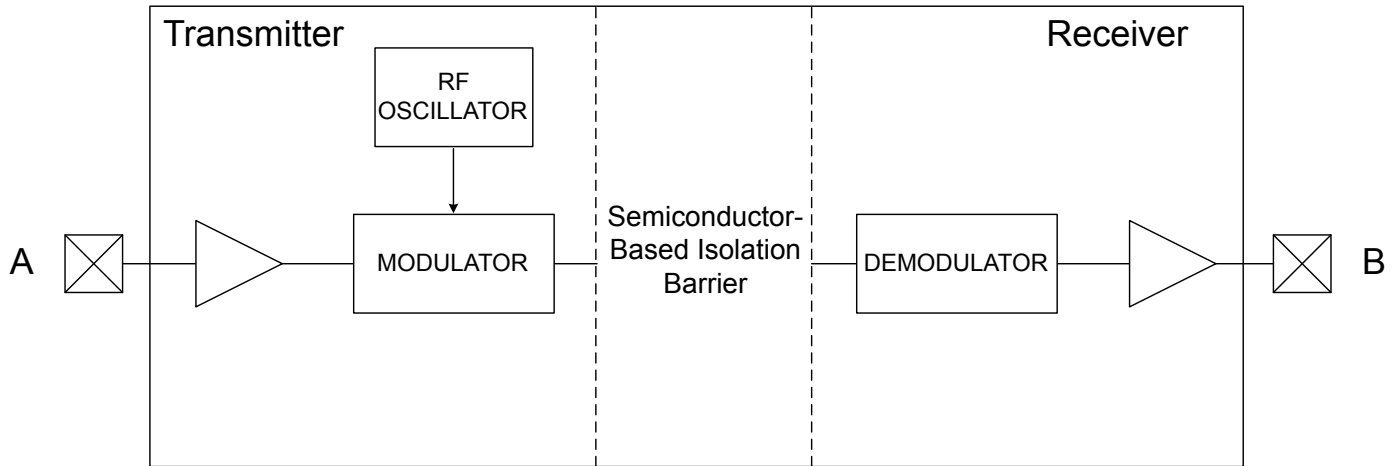 Transmitter
Receiver
RF
OSCILLATOR
A
MODULATOR
Semiconductor-
Based Isolation
Barrier
DEMODULATOR
B